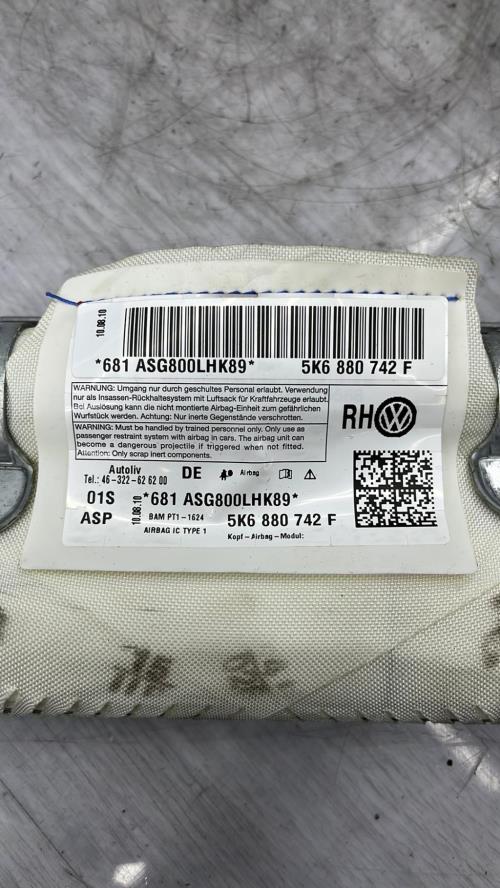 10.08.10
*681 ASG800LHK89* 5K6 880 742 F
WARNUNG: Umgang nur durch geschultes Personal erlaubt. Verwendung
nur als Insassen-Rückhaltesystem mit Luftsack für Kraftfahrzeuge erlaubt.
Bei Auslösung kann die nicht montierte Airbag-Einheit zum gefährlichen
Wurfstück werden. Achtung: Nur inerte Gegenstände verschrotten.
WARNING: Must be handled by trained personnel only. Only use as
passenger restraint system with airbag in cars. The airbag unit can
become a dangerous projectile if triggered when not fitted.
Attention: Only scrap inert components.
RH
Autoliv
Tel.: 46-322-62 62 00
DE Airbag
01S 10.08.10 *681 ASG800LHK89*
ASP BAM PT1-1624 5K6 880 742 F
AIRBAG IC TYPE 1 Kopf-Airbag-Modul: